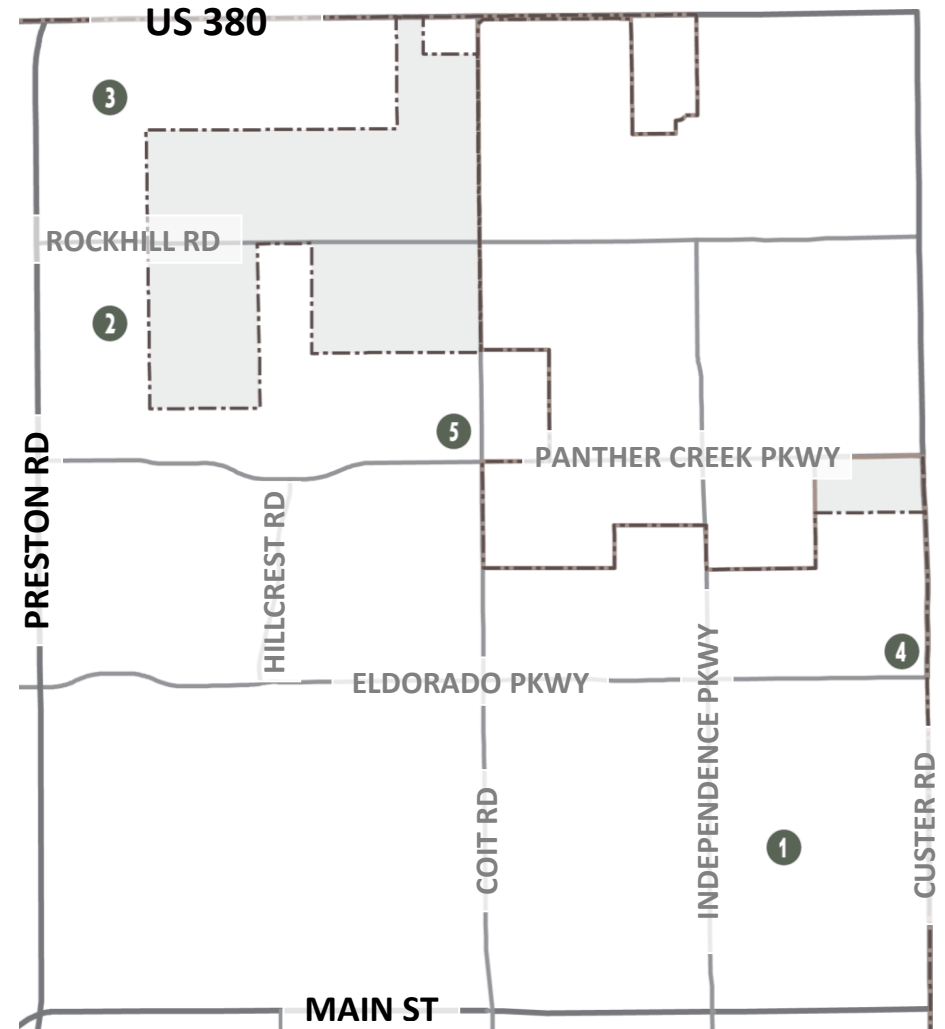 US 380
3
ROCKHILL RD
2
5
PANTHER CREEK PKWY
PRESTON RD
HILLCREST RD
4
ELDORADO PKWY
INDEPENDENCE PKWY
COIT RD
CUSTER RD
1
MAIN ST